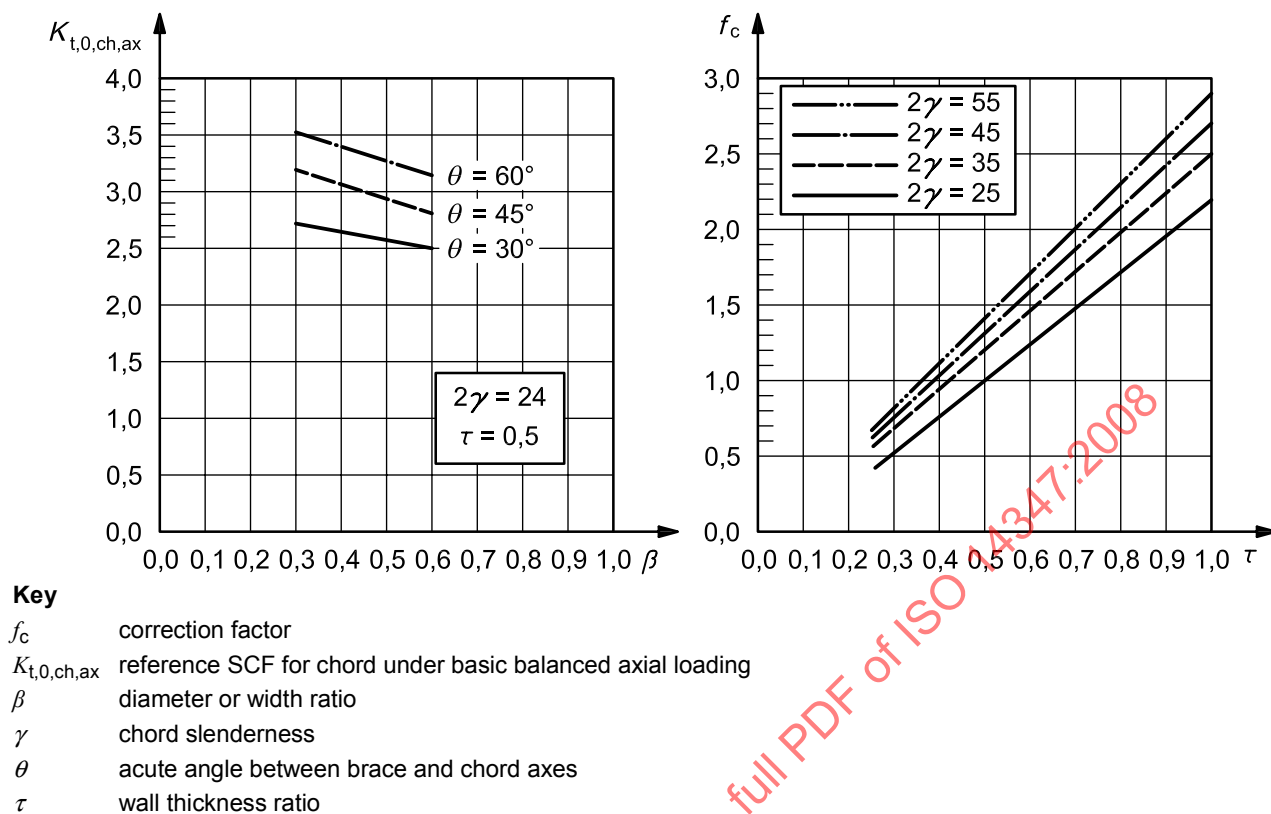 K t,0,ch,ax
4,0
3,5
3,0
2,5
2,0
1,5
1,0
0,5
0,0
θ = 60°
θ = 45°
θ = 30°
2γ = 24
τ = 0,5
0,0 0,1 0,2 0,3 0,4 0,5 0,6 0,7 0,8 0,9 1,0 β
f c
3,0
2,5
2,0
1,5
1,0
0,5
0,0
2γ = 55
2γ = 45
2γ = 35
2γ = 25
0,0 0,1 0,2 0,3 0,4 0,5 0,6 0,7 0,8 0,9 1,0 τ
Key
f c correction factor
K t,0,ch,ax reference SCF for chord under basic balanced axial loading
β diameter or width ratio
γ chord slenderness
θ acute angle between brace and chord axes
τ wall thickness ratio
full PDF of ISO 14347:2008